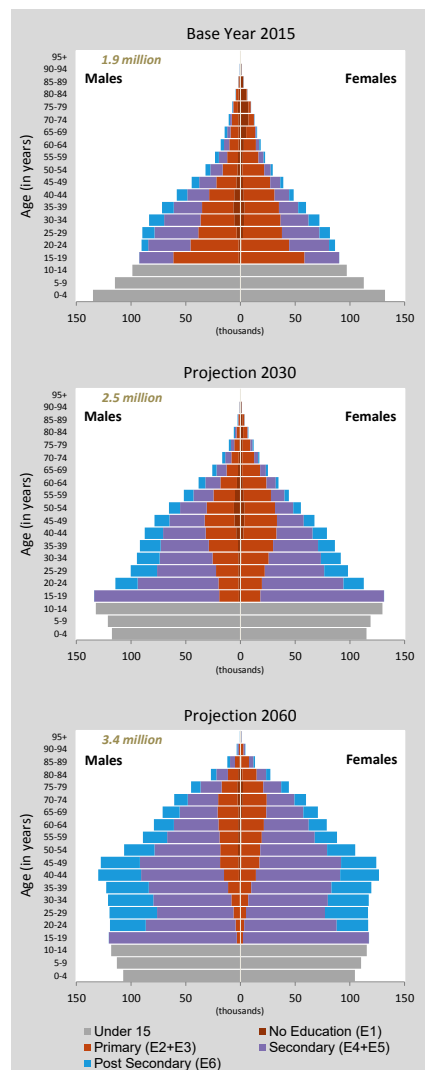 Base Year 2015
1.9 million
Males
Females
Age (in years)
95+
90-94
85-89
80-84
75-79
70-74
65-69
60-64
55-59
50-54
45-49
40-44
35-39
30-34
25-29
20-24
15-19
10-14
5-9
0-4
150 100 50 0 50 100 150
(thousands)
Projection 2030
2.5 million
Males
Females
Age (in years)
95+
90-94
85-89
80-84
75-79
70-74
65-69
60-64
55-59
50-54
45-49
40-44
35-39
30-34
25-29
20-24
15-19
10-14
5-9
0-4
150 100 50 0 50 100 150
(thousands)
Projection 2060
3.4 million
Males
Females
Age (in years)
95+
90-94
85-89
80-84
75-79
70-74
65-69
60-64
55-59
50-54
45-49
40-44
35-39
30-34
25-29
20-24
15-19
10-14
5-9
0-4
150 100 50 0 50 100 150
(thousands)
Under 15
No Education (E1)
Primary (E2+E3)
Secondary (E4+E5)
Post Secondary (E6)